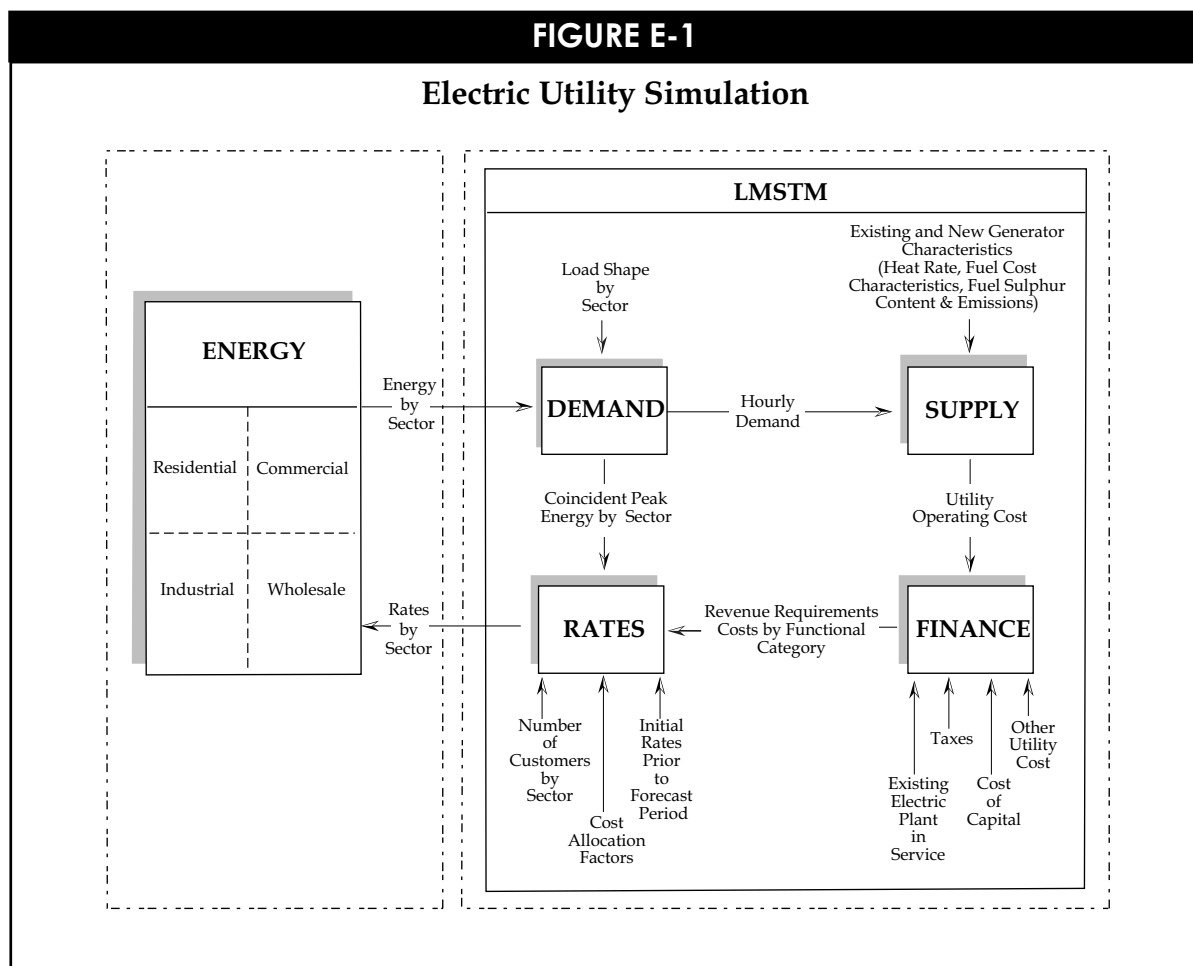 FIGURE E-1
Electric Utility Simulation
LMSTM
Existing and New Generator
Characteristics
(Heat Rate, Fuel Cost
Characteristics, Fuel Sulphur
Content & Emissions)
Load Shape
by
Sector
ENERGY
Residential
Commercial
Industrial
Wholesale
Energy
by
Sector
DEMAND
Hourly
Demand
SUPPLY
Coincident Peak
Energy by Sector
Utility
Operating Cost
Rates
by
Sector
RATES
Revenue Requirements
Costs by Functional
Category
FINANCE
Number
of
Customers
by
Sector
Cost
Allocation
Factors
Initial
Rates
Prior
to
Forecast
Period
Existing
Electric
Plant
in
Service
Taxes
Cost
of
Capital
Other
Utility
Cost